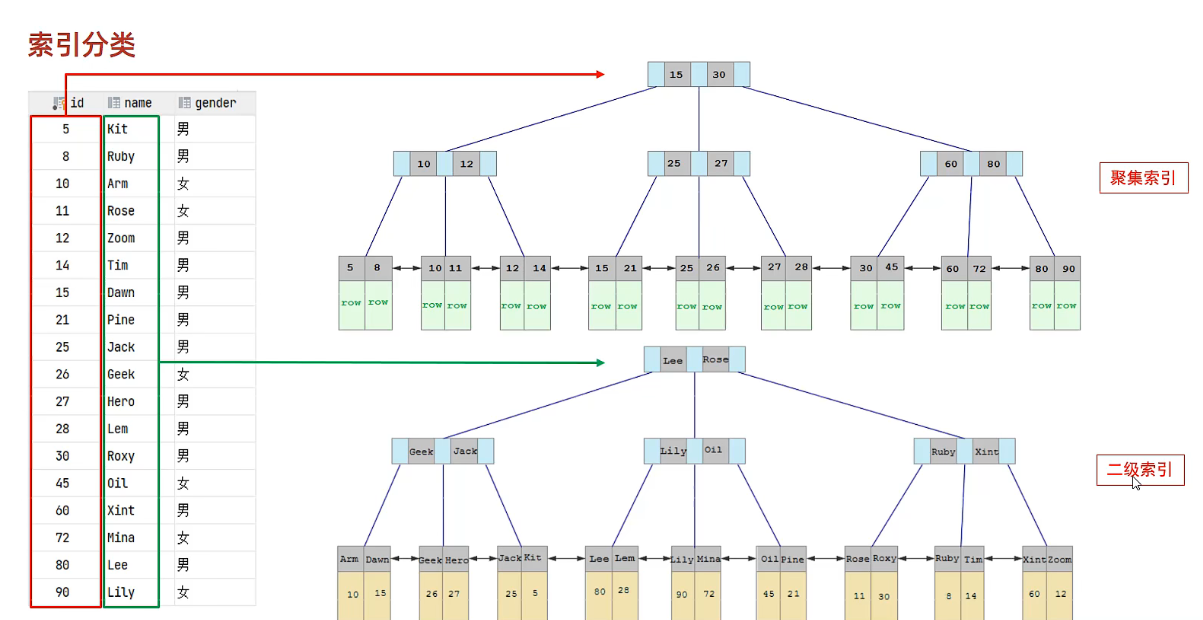 索引分类
id name gender
5 Kit 男
8 Ruby 男
10 Arm 女
11 Rose 女
12 Zoom 男
14 Tim 男
15 Dawn 男
21 Pine 男
25 Jack 男
26 Geek 女
27 Hero 男
28 Lem 男
30 Roxy 男
45 Oil 女
60 Xint 男
72 Mina 女
80 Lee 男
90 Lily 女
15 30
10 12 25 27 60 80
聚集索引
5 8 10 11 12 14 15 21 25 26 27 28 30 45 60 72 80 90
row row row row row row row row row row row row row row row row row row
Lee Rose
Geek Jack Lily Oil Ruby Xint
二级索引
Arm Dawn Geek Hero Jack Kit Lee Lem Lily Mina Oil Pine Rose Roxy Ruby Tim Xint Zoom
10 15 26 27 25 5 80 28 90 72 45 21 11 30 8 14 60 12